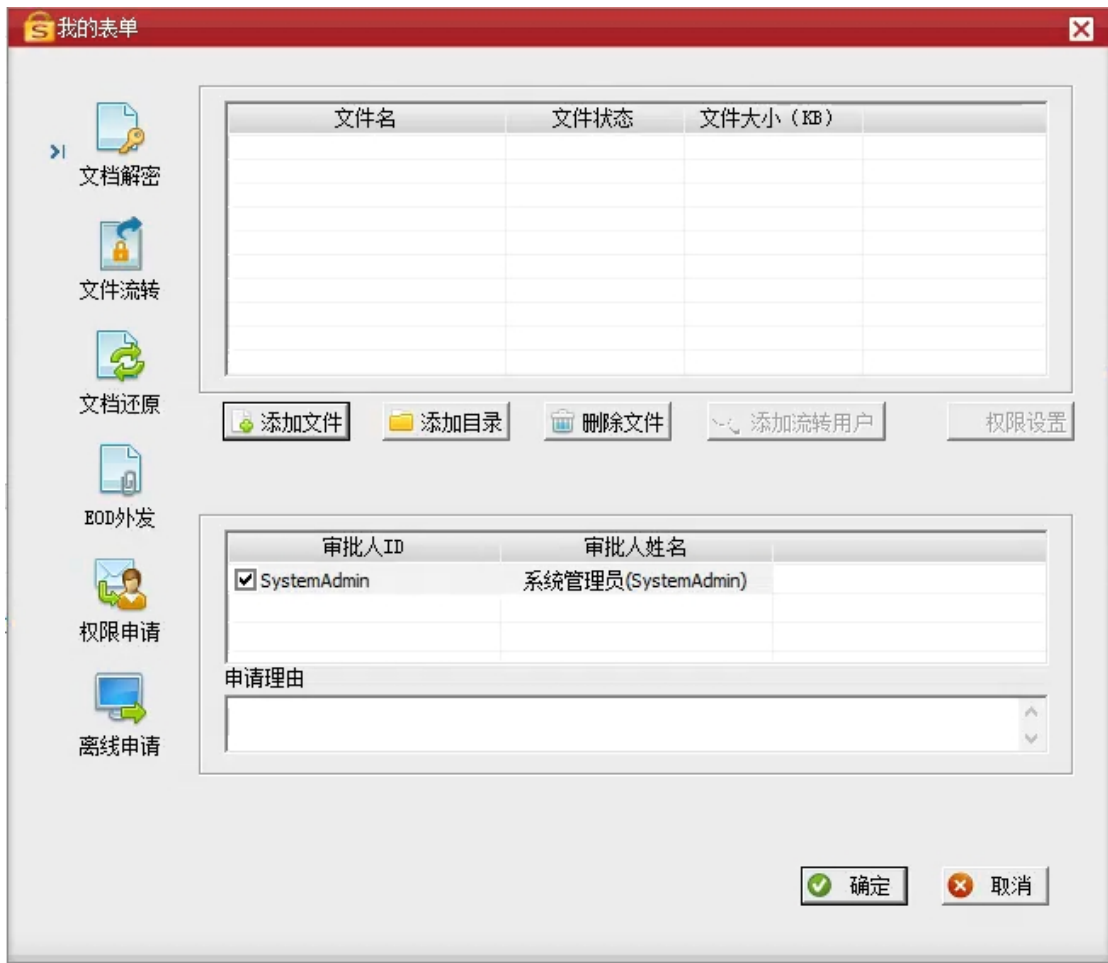 我的表单
文件名 文件状态 文件大小（KB）
文档解密
文件流转
文档还原
添加文件 添加目录 删除文件 添加流转用户 权限设置
EOD外发
审批人ID 审批人姓名
SystemAdmin 系统管理员(SystemAdmin)
权限申请
申请理由
离线申请
确定 取消